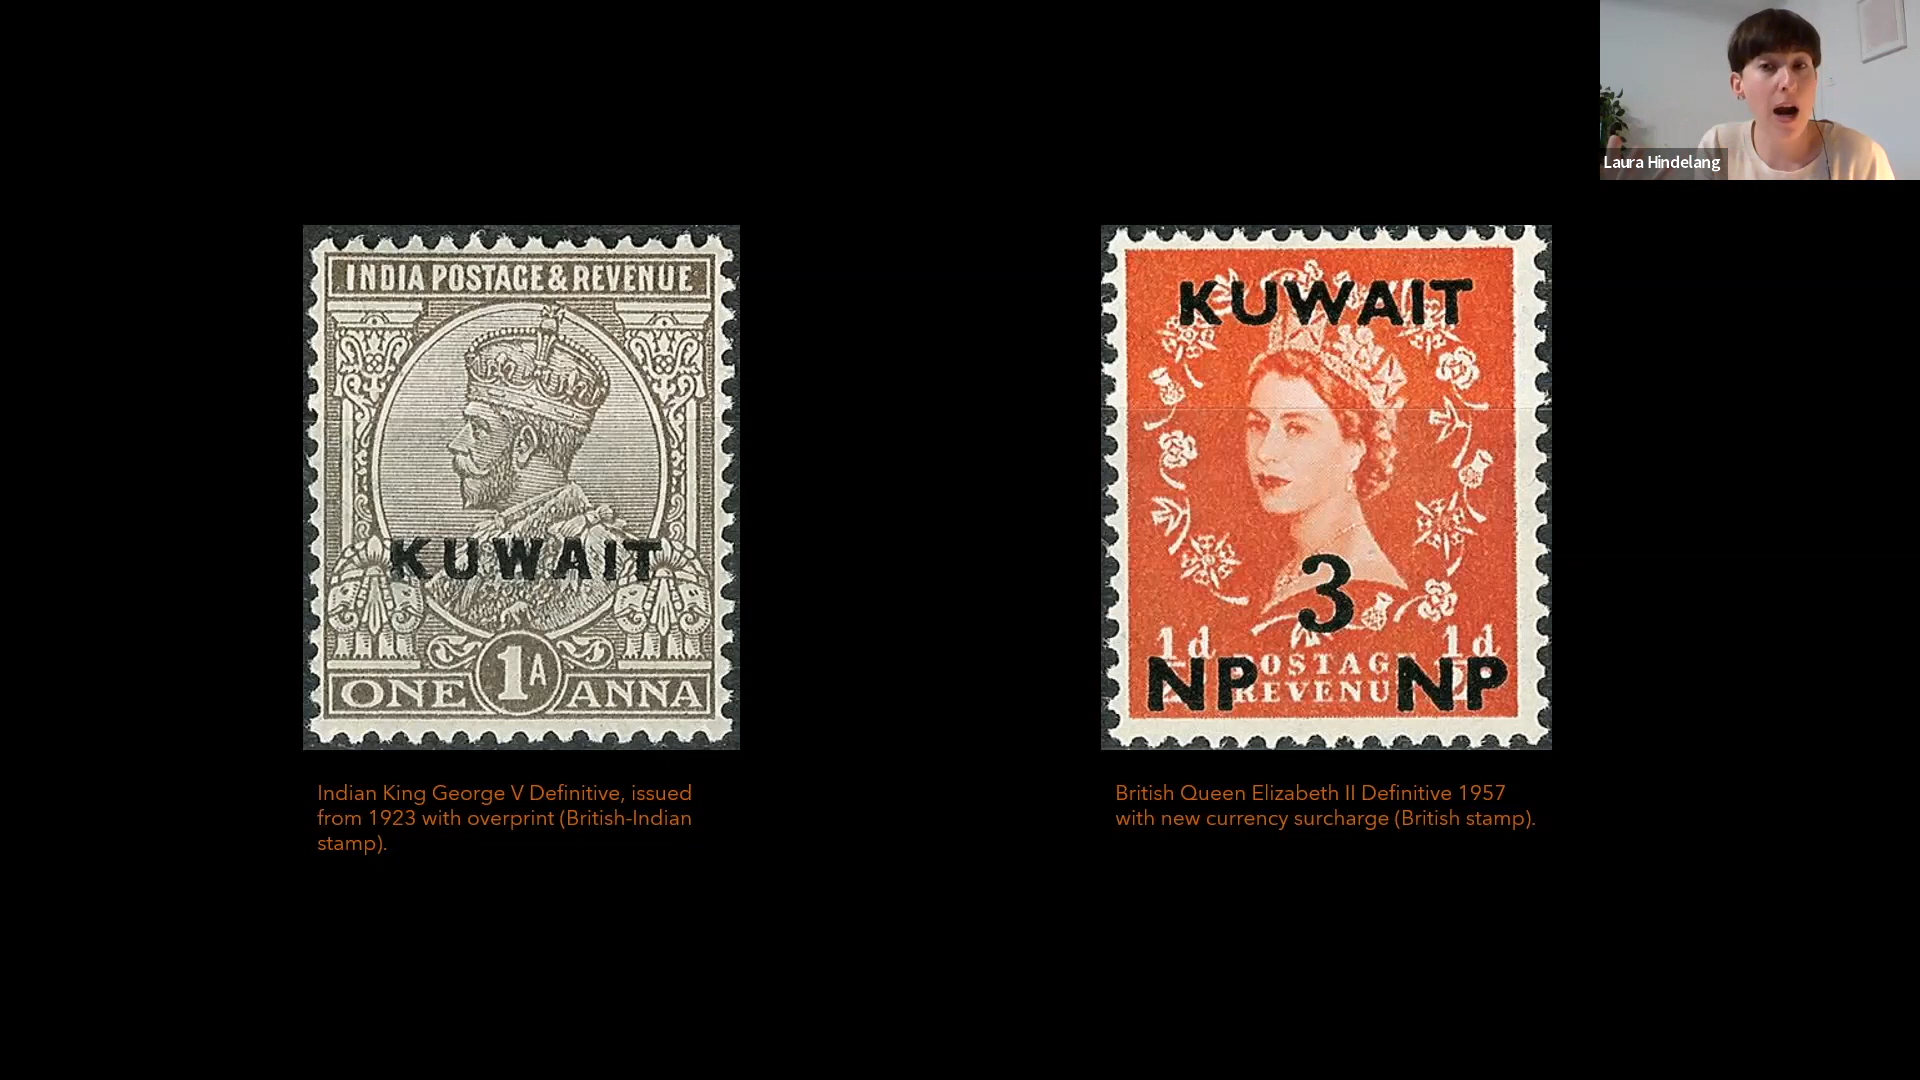 Laura Hindelang
INDIA POSTAGE & REVENUE
KUWAIT
1A
ONE ANNA
KUWAIT
3
1d 1d
NP NP
POSTAGE
REVENUE
Indian King George V Definitive, issued
from 1923 with overprint (British-Indian
stamp).
British Queen Elizabeth II Definitive 1957
with new currency surcharge (British stamp).